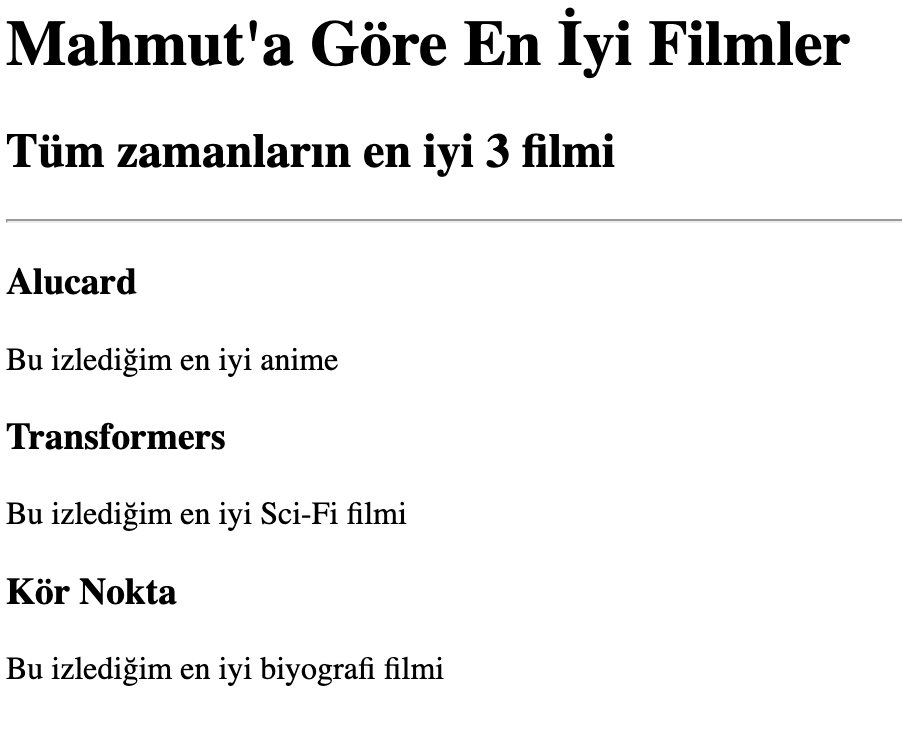 Mahmut'a Göre En İyi Filmler
Tüm zamanların en iyi 3 filmi
Alucard
Bu izlediğim en iyi anime
Transformers
Bu izlediğim en iyi Sci-Fi filmi
Kör Nokta
Bu izlediğim en iyi biyografi filmi